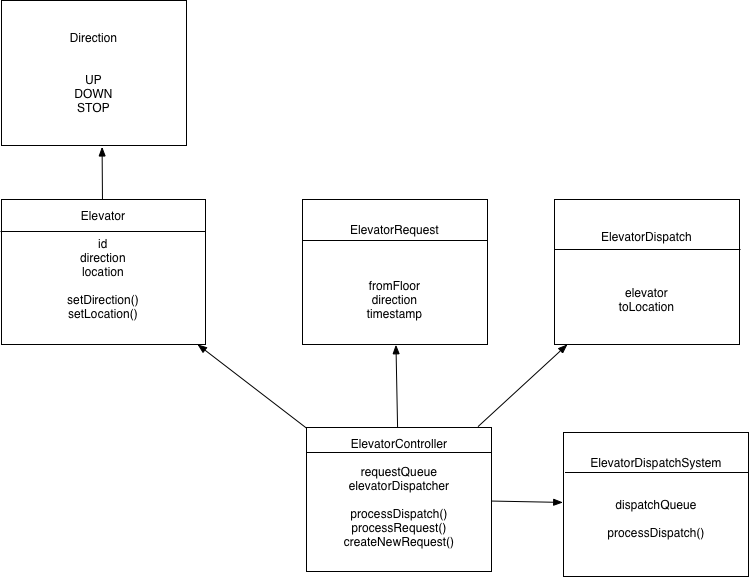 Direction
UP
DOWN
STOP
Elevator
id
direction
location
setDirection()
setLocation()
ElevatorRequest
fromFloor
direction
timestamp
ElevatorDispatch
elevator
toLocation
ElevatorController
requestQueue
elevatorDispatcher
processDispatch()
processRequest()
createNewRequest()
ElevatorDispatchSystem
dispatchQueue
processDispatch()